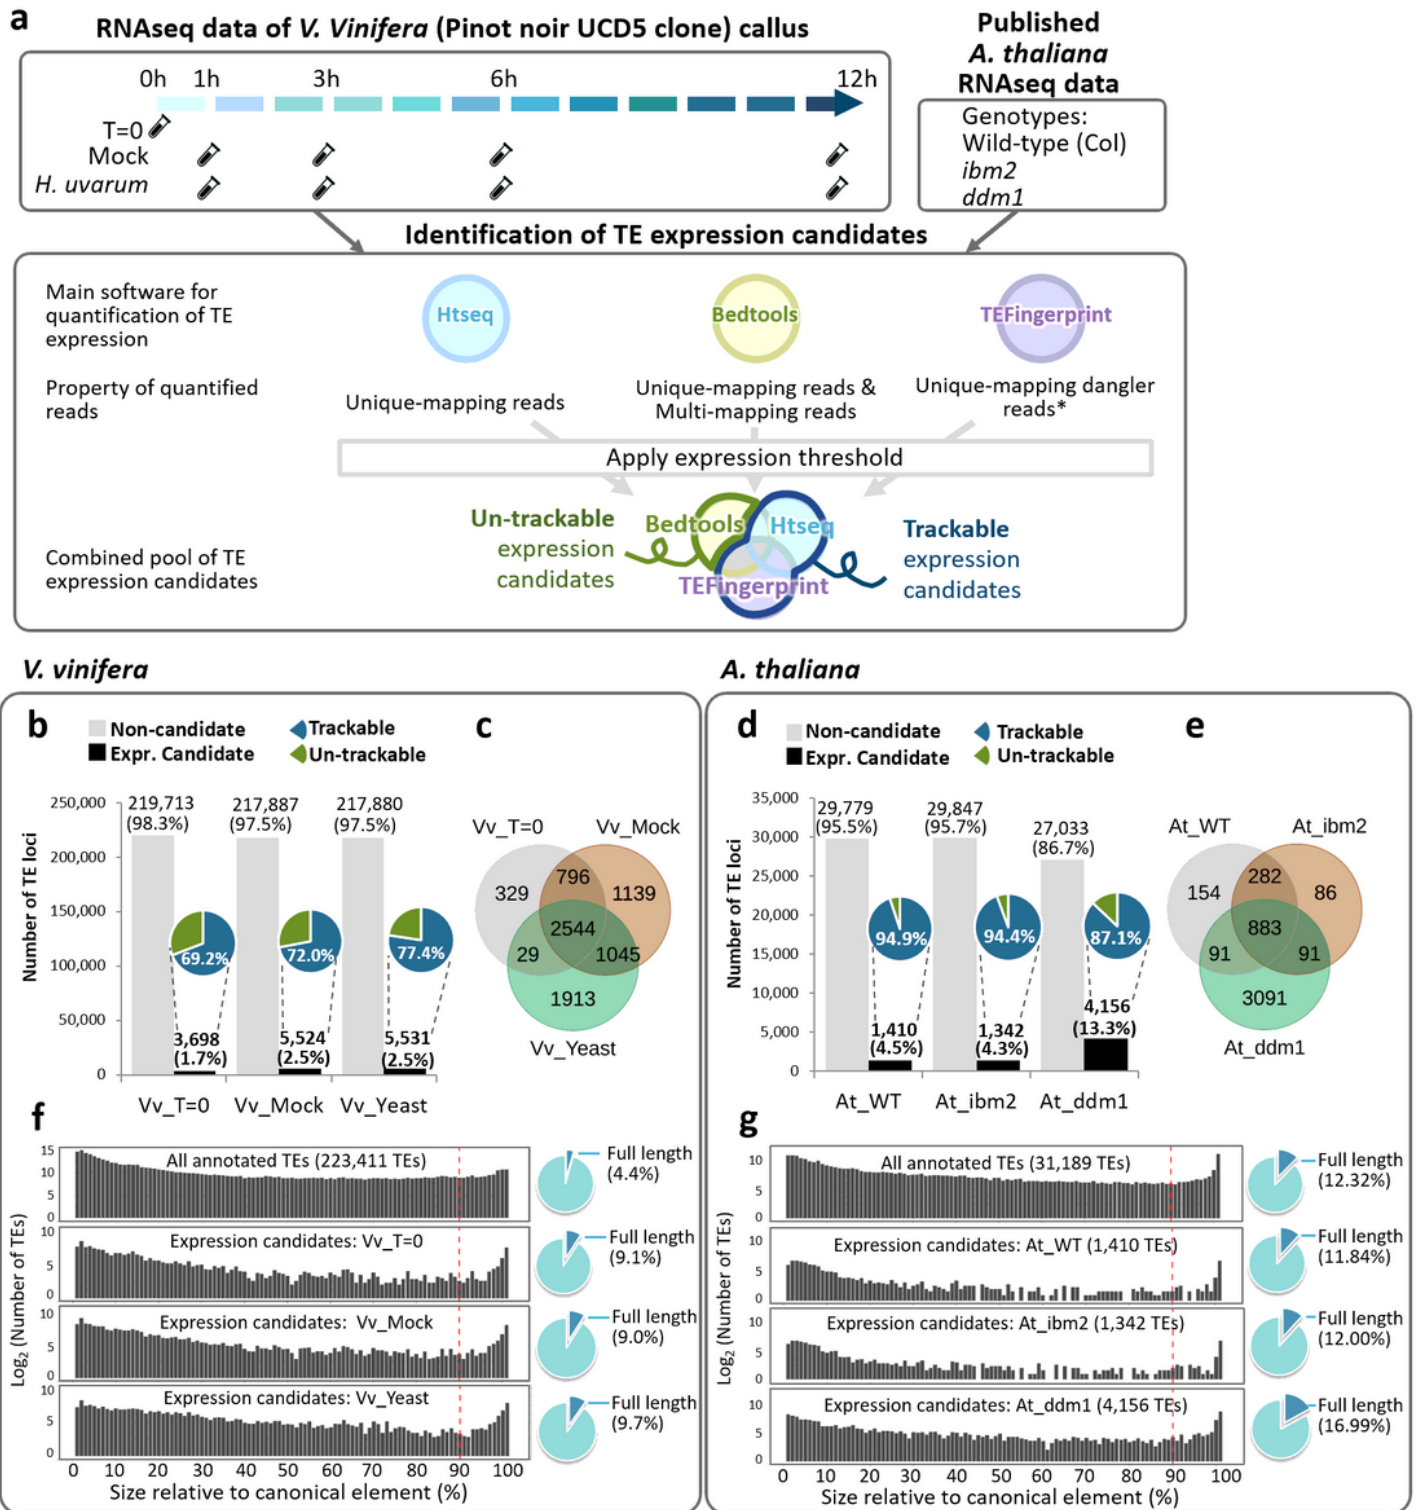 a
RNAseq data of V. Vinifera (Pinot noir UCD5 clone) callus
0h 1h 3h 6h 12h
T=0
Mock
H. uvarum
Published
A. thaliana
RNAseq data
Genotypes:
Wild-type (Col)
ibm2
ddm1
Identification of TE expression candidates
Main software for
quantification of TE
expression
Htseq
Bedtools
TEFingerprint
Property of quantified
reads
Unique-mapping reads
Unique-mapping reads &
Multi-mapping reads
Unique-mapping dangler
reads*
Apply expression threshold
Combined pool of TE
expression candidates
Un-trackable
expression
candidates
Bedtools
Htseq
TEFingerprint
Trackable
expression
candidates
V. vinifera
b
Non-candidate
Trackable
Expr. Candidate
Un-trackable
Number of TE loci
250,000
200,000
150,000
100,000
50,000
0
219,713
(98.3%)
217,887
(97.5%)
217,880
(97.5%)
69.2%
72.0%
77.4%
3,698
(1.7%)
5,524
(2.5%)
5,531
(2.5%)
Vv_T=0 Vv_Mock Vv_Yeast
c
Vv_T=0
Vv_Mock
329
796
1139
2544
29
1045
1913
Vv_Yeast
A. thaliana
d
Non-candidate
Trackable
Expr. Candidate
Un-trackable
Number of TE loci
35,000
30,000
25,000
20,000
15,000
10,000
5,000
0
29,779
(95.5%)
29,847
(95.7%)
27,033
(86.7%)
94.9%
94.4%
87.1%
1,410
(4.5%)
1,342
(4.3%)
4,156
(13.3%)
At_WT At_ibm2 At_ddm1
e
At_WT
At_ibm2
154
282
86
883
91
91
3091
At_ddm1
f
Log2 (Number of TEs)
15
10
5
0
All annotated TEs (223,411 TEs)
Full length
(4.4%)
10
5
0
Expression candidates: Vv_T=0
Full length
(9.1%)
10
5
0
Expression candidates: Vv_Mock
Full length
(9.0%)
10
5
0
Expression candidates: Vv_Yeast
Full length
(9.7%)
0 10 20 30 40 50 60 70 80 90 100
Size relative to canonical element (%)
g
Log2 (Number of TEs)
10
5
0
All annotated TEs (31,189 TEs)
Full length
(12.32%)
10
5
0
Expression candidates: At_WT (1,410 TEs)
Full length
(11.84%)
10
5
0
Expression candidates: At_ibm2 (1,342 TEs)
Full length
(12.00%)
10
5
0
Expression candidates: At_ddm1 (4,156 TEs)
Full length
(16.99%)
0 10 20 30 40 50 60 70 80 90 100
Size relative to canonical element (%)